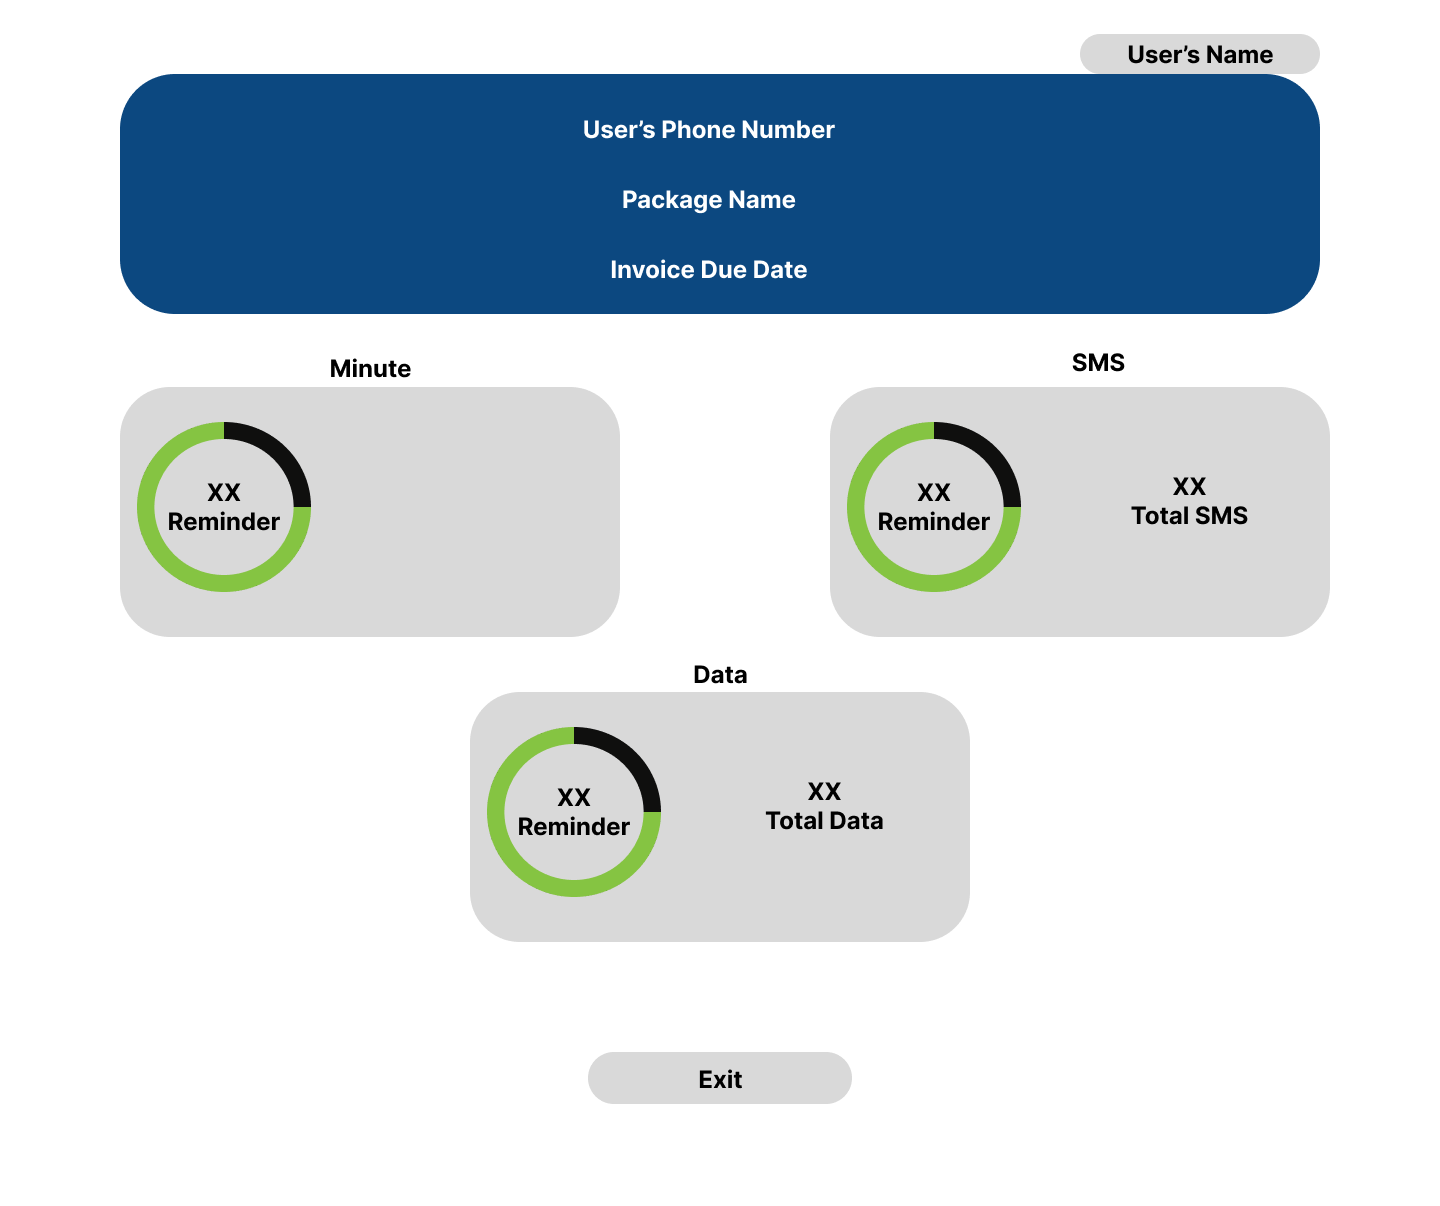 User’s Name
User’s Phone Number
Package Name
Invoice Due Date
Minute
XX
Reminder
SMS
XX
Reminder
XX
Total SMS
Data
XX
Reminder
XX
Total Data
Exit